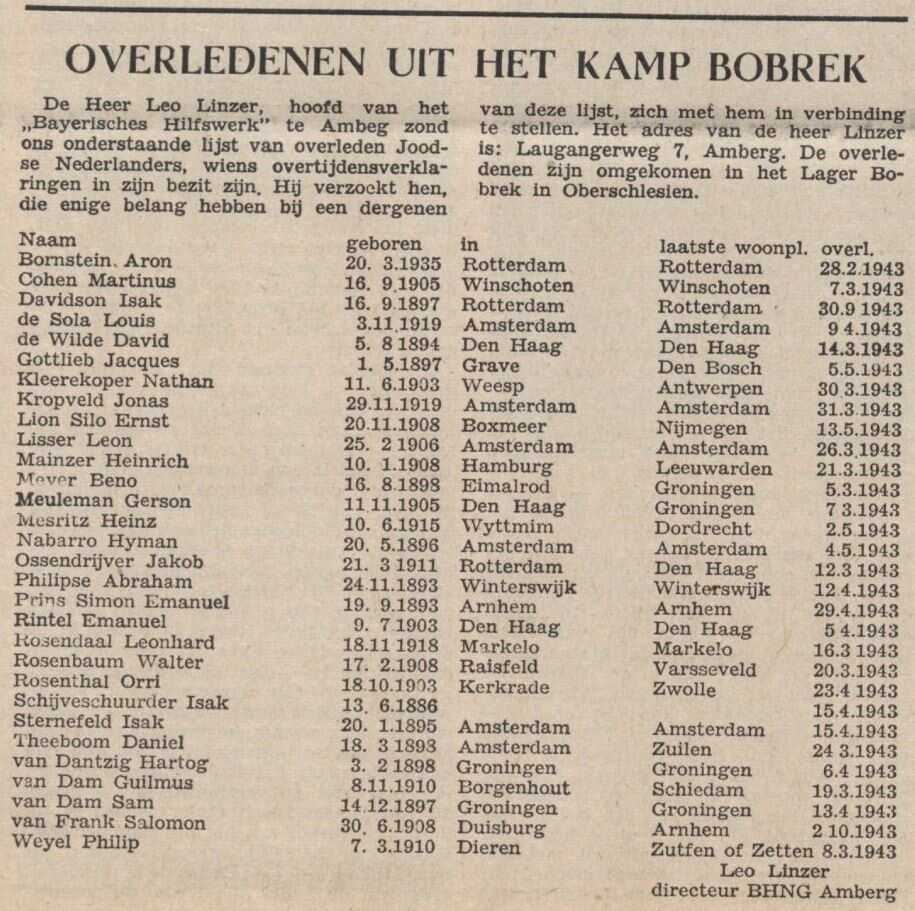 OVERLEDENEN UIT HET KAMP BOBREK
De Heer Leo Linzer, hoofd van het
„Bayerisches Hilfswerk” te Ambeg zond
ons onderstaande lijst van overleden Jood-
se Nederlanders, wiens overtijdensverkla-
ringen in zijn bezit zijn. Hij verzoekt hen,
die enige belang hebben bij een dergenen
van deze lijst, zich met hem in verbinding
te stellen. Het adres van de heer Linzer
is: Laugangerweg 7, Amberg. De overle-
denen zijn omgekomen in het Lager Bo-
brek in Oberschlesien.
Naam geboren in laatste woonpl. overl.
Bornstein Aron 20. 3.1935 Rotterdam Rotterdam 28.2.1943
Cohen Martinus 16. 9.1905 Winschoten Winschoten 7.3.1943
Davidson Isak 16. 9.1897 Rotterdam Rotterdam 30.9 1943
de Sola Louis 3.11.1919 Amsterdam Amsterdam 9 4.1943
de Wilde David 5. 8 1894 Den Haag Den Haag 14.3.1943
Gottlieb Jacques 1. 5.1897 Grave Den Bosch 5.5.1943
Kleerekoper Nathan 11. 6.1903 Weesp Antwerpen 30 3.1943
Kropveld Jonas 29.11.1919 Amsterdam Amsterdam 31.3.1943
Lion Silo Ernst 20.11.1908 Boxmeer Nijmegen 13.5.1943
Lisser Leon 25. 2 1906 Amsterdam Amsterdam 26.3.1943
Mainzer Heinrich 10. 1.1908 Hamburg Leeuwarden 21.3.1943
Meyer Beno 16. 8.1898 Eimalrod Groningen 5.3.1943
Meuleman Gerson 11.11.1905 Den Haag Groningen 7 3.1943
Mesritz Heinz 10. 6.1915 Wyttmim Dordrecht 2.5.1943
Nabarro Hyman 20. 5.1896 Amsterdam Amsterdam 4.5.1943
Ossendrijver Jakob 21. 3 1911 Rotterdam Den Haag 12.3 1943
Philipse Abraham 24.11.1893 Winterswijk Winterswijk 12.4.1943
Prins Simon Emanuel 19. 9.1893 Arnhem Arnhem 29.4.1943
Rintel Emanuel 9. 7 1903 Den Haag Den Haag 5 4.1943
Rosendaal Leonhard 18.11 1918 Markelo Markelo 16.3 1943
Rosenbaum Walter 17. 2.1908 Raisfeld Varsseveld 20.3.1943
Rosenthal Orri 18.10.1903 Kerkrade Zwolle 23.4 1943
Schijveschuurder Isak 13. 6.1886 15.4.1943
Sternefeld Isak 20. 1.1895 Amsterdam Amsterdam 15.4.1943
Theeboom Daniel 18. 3 1893 Amsterdam Zuilen 24 3.1943
van Dantzig Hartog 3. 2 1898 Groningen Groningen 6.4 1943
van Dam Guilmus 8.11.1910 Borgenhout Schiedam 19.3.1943
van Dam Sam 14.12.1897 Groningen Groningen 13.4 1943
van Frank Salomon 30. 6.1908 Duisburg Arnhem 2 10.1943
Weyel Philip 7. 3.1910 Dieren Zutfen of Zetten 8.3.1943
Leo Linzer
directeur BHNG Amberg